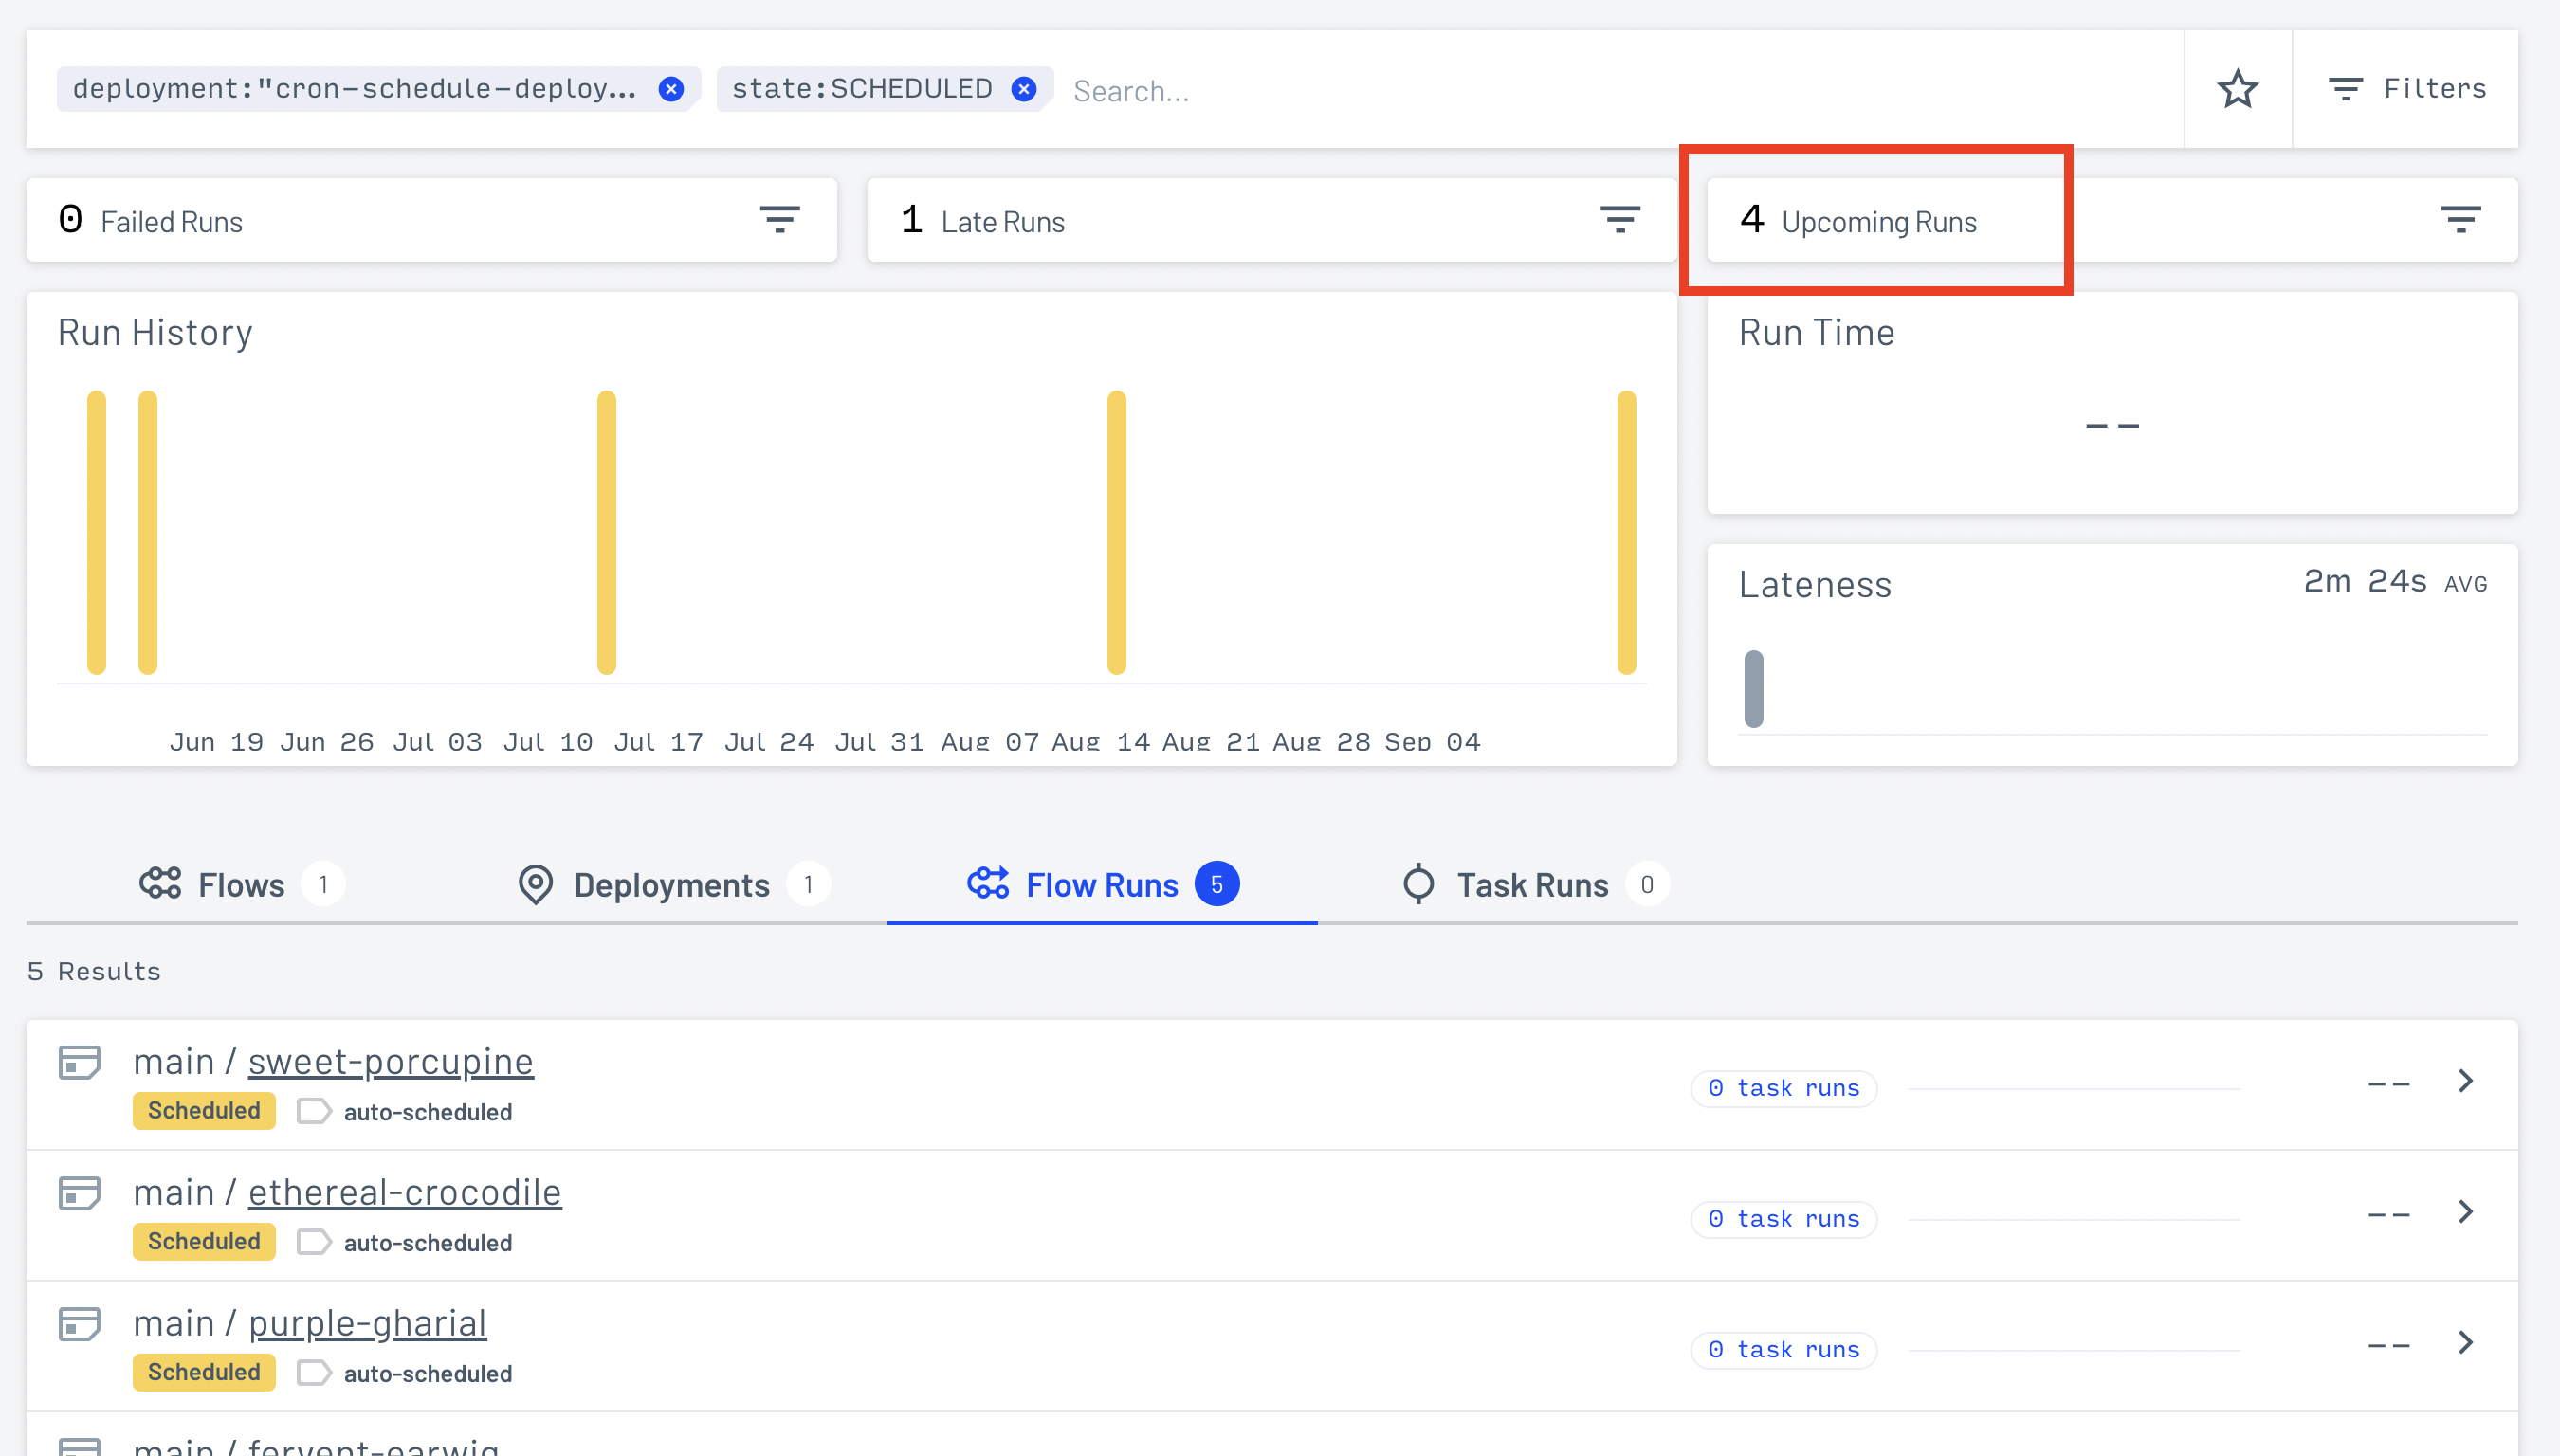 deployment:"cron-schedule-deploy... state:SCHEDULED Search... Filters
0 Failed Runs
1 Late Runs
4 Upcoming Runs
Run History
Jun 19 Jun 26 Jul 03 Jul 10 Jul 17 Jul 24 Jul 31 Aug 07 Aug 14 Aug 21 Aug 28 Sep 04
Run Time
--
Lateness 2m 24s AVG
Flows 1 Deployments 1 Flow Runs 5 Task Runs 0
5 Results
main / sweet-porcupine
Scheduled auto-scheduled
0 task runs --
main / ethereal-crocodile
Scheduled auto-scheduled
0 task runs --
main / purple-gharial
Scheduled auto-scheduled
0 task runs --
main / fervent-earwig